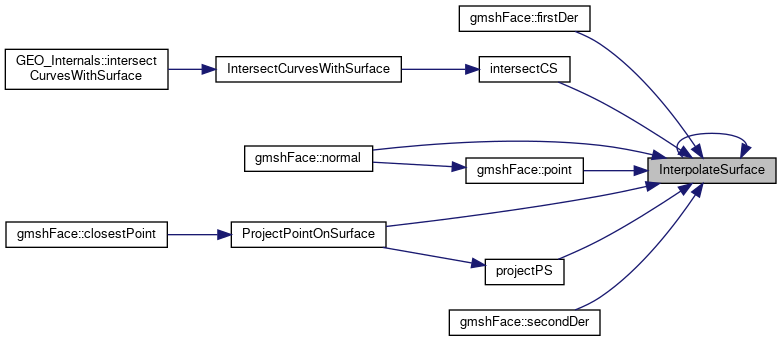 gmshFace::firstDer
GEO_Internals::intersect
CurvesWithSurface
IntersectCurvesWithSurface
intersectCS
gmshFace::normal
gmshFace::point
InterpolateSurface
gmshFace::closestPoint
ProjectPointOnSurface
projectPS
gmshFace::secondDer